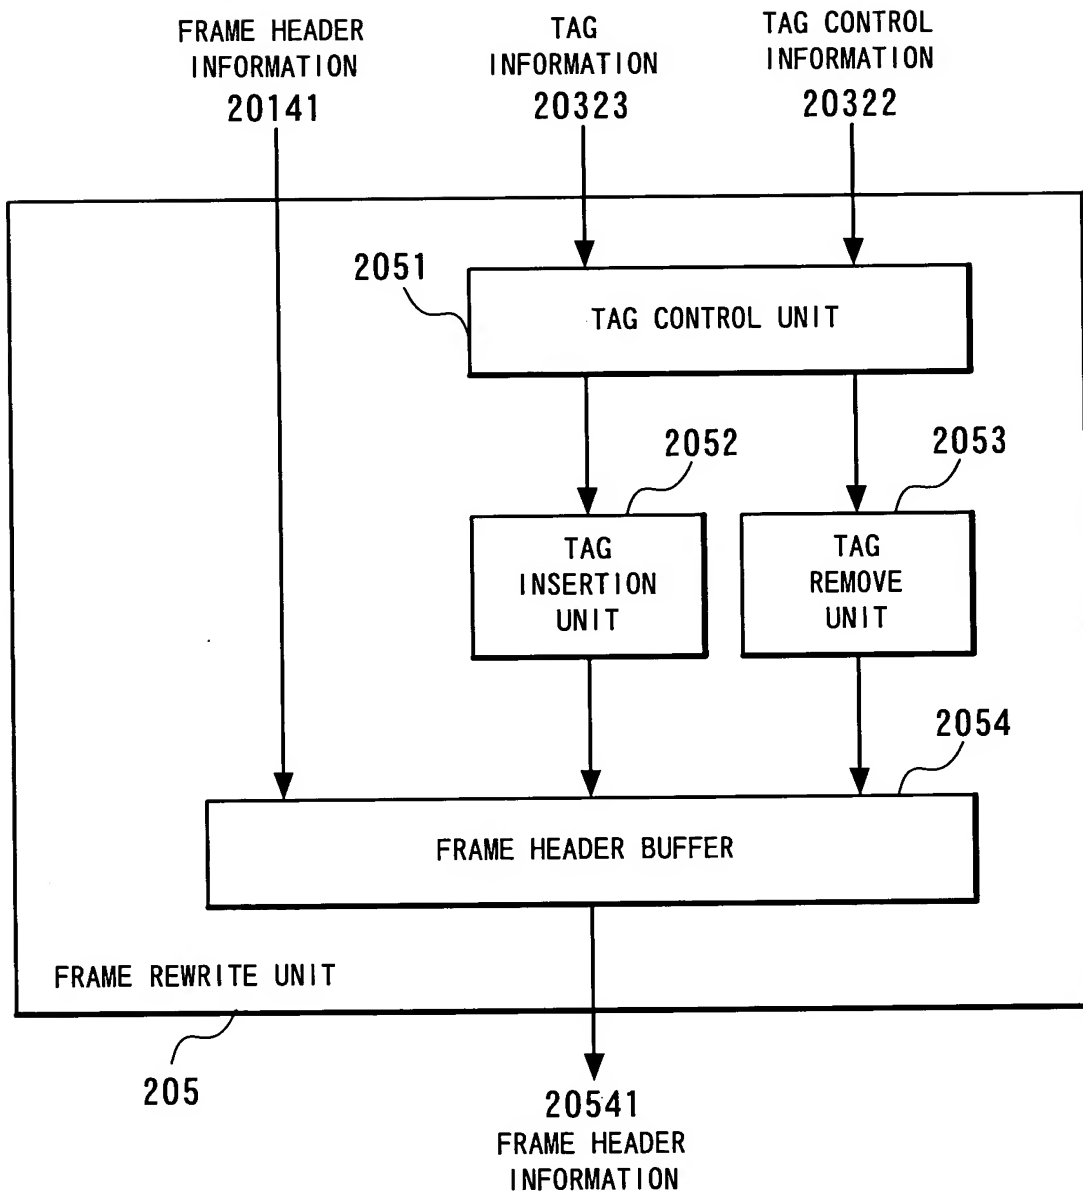 FRAME HEADER
INFORMATION
20141
TAG
INFORMATION
20323
TAG CONTROL
INFORMATION
20322
2051
TAG CONTROL UNIT
2052
2053
TAG
INSERTION
UNIT
TAG
REMOVE
UNIT
2054
FRAME HEADER BUFFER
FRAME REWRITE UNIT
205
20541
FRAME HEADER
INFORMATION